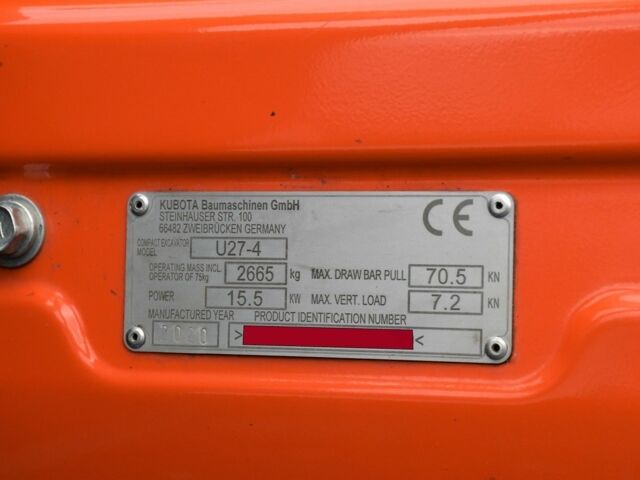 KUBOTA Baumaschinen GmbH
STEINHAUSER STR. 100
66482 ZWEIBRÜCKEN GERMANY
CE
COMPACT EXCAVATOR MODEL U27-4
OPERATING MASS INCL. OPERATOR OF 75kg 2665 kg MAX. DRAW BAR PULL 70.5 KN
POWER 15.5 KW MAX. VERT. LOAD 7.2 KN
MANUFACTURED YEAR PRODUCT IDENTIFICATION NUMBER
> <